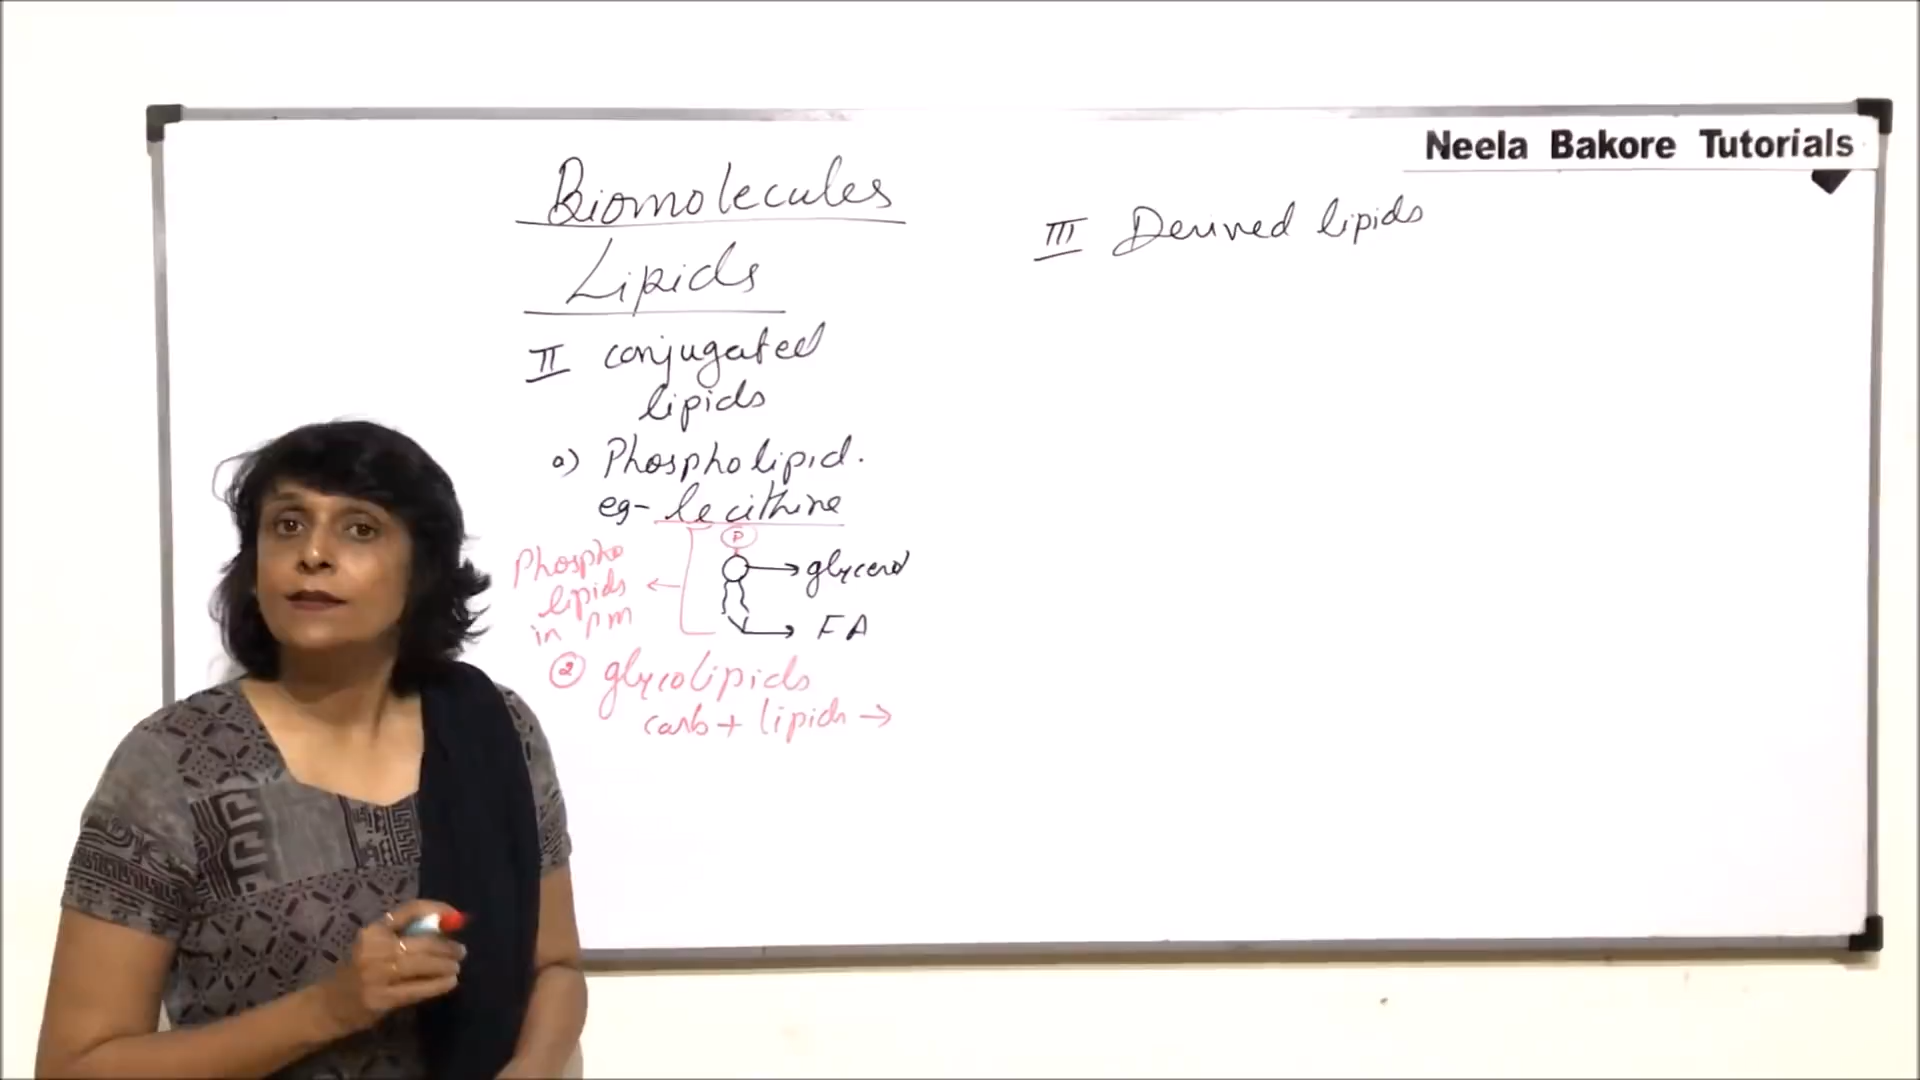 Neela Bakore Tutorials
Biomolecules
Lipids
II conjugated
lipids
a) Phospholipid.
eg- lecithine
P
→ glycerol
→ FA
Phospho
lipids ←
in pm
② glycolipids
carb + lipids →
III Derived lipids